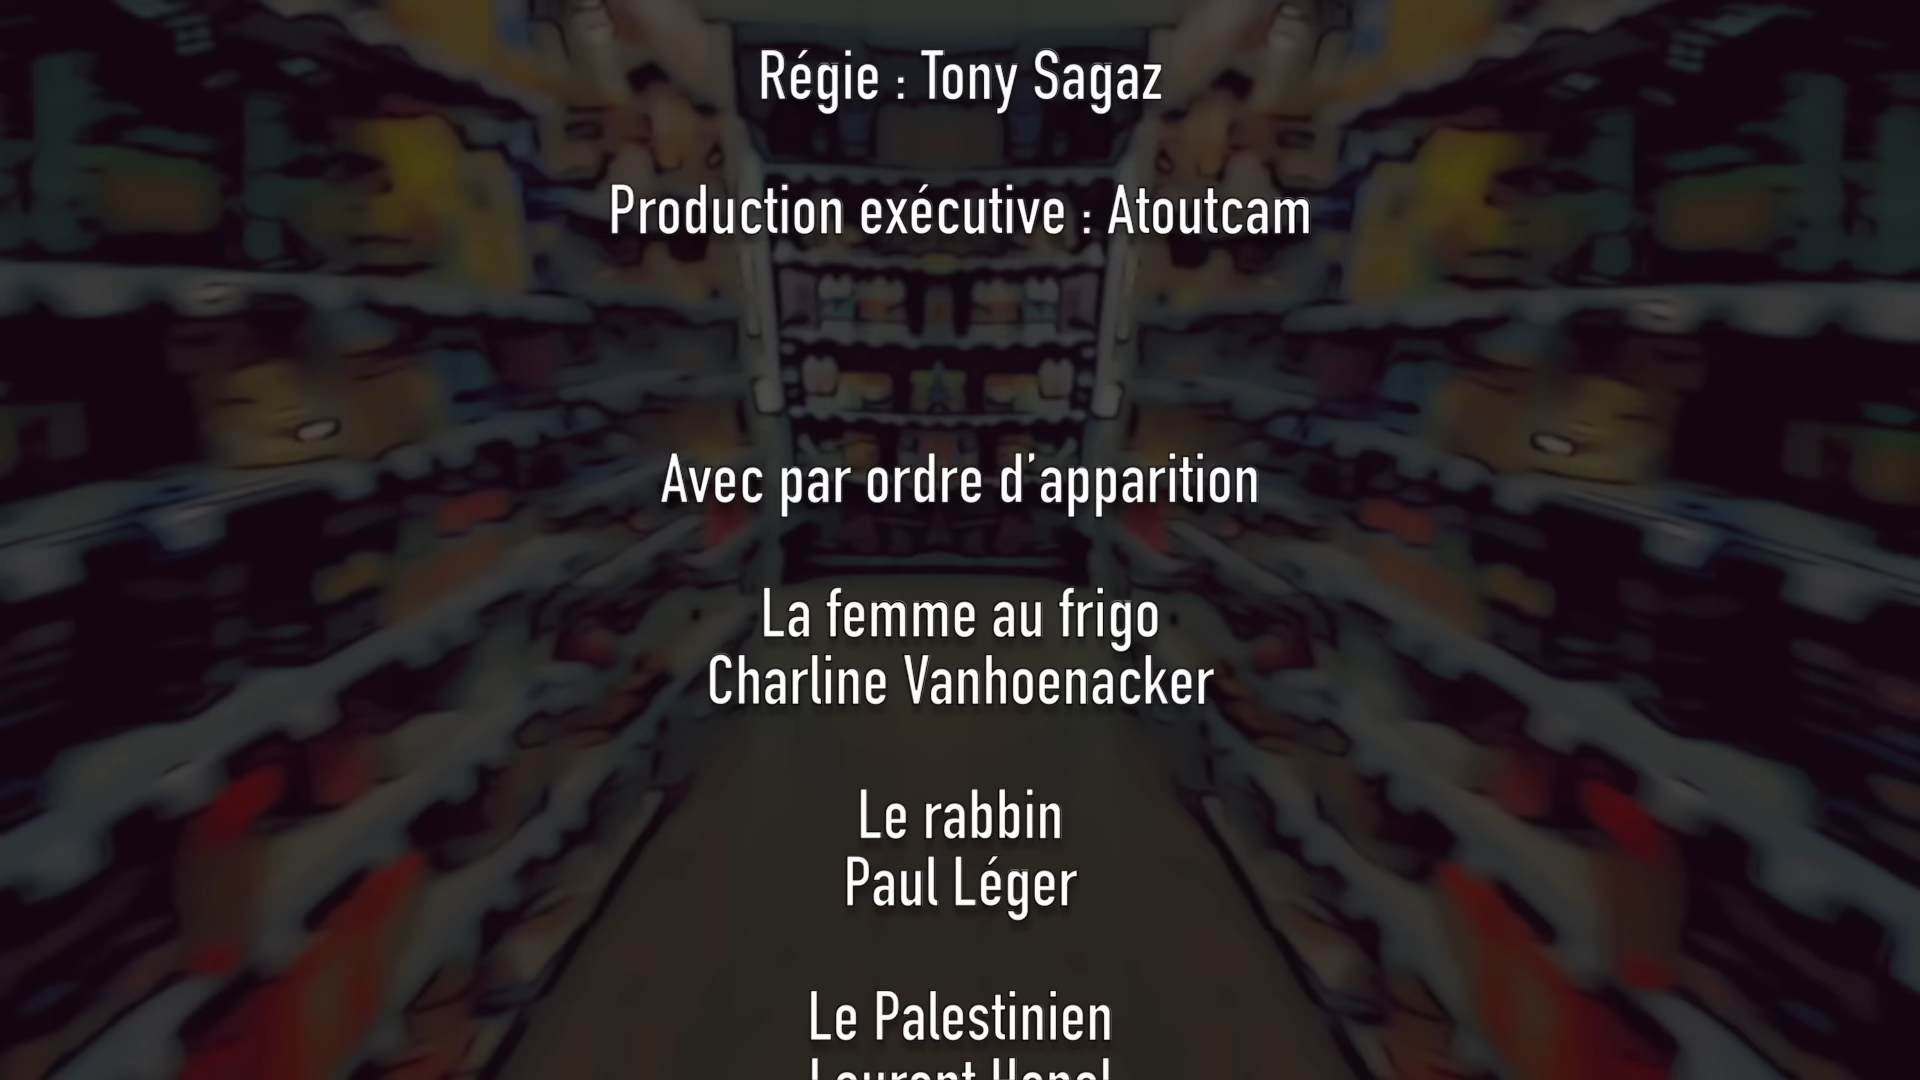 Régie : Tony Sagaz
Production exécutive : Atoutcam
Avec par ordre d’apparition
La femme au frigo
Charline Vanhoenacker
Le rabbin
Paul Léger
Le Palestinien
Laurent